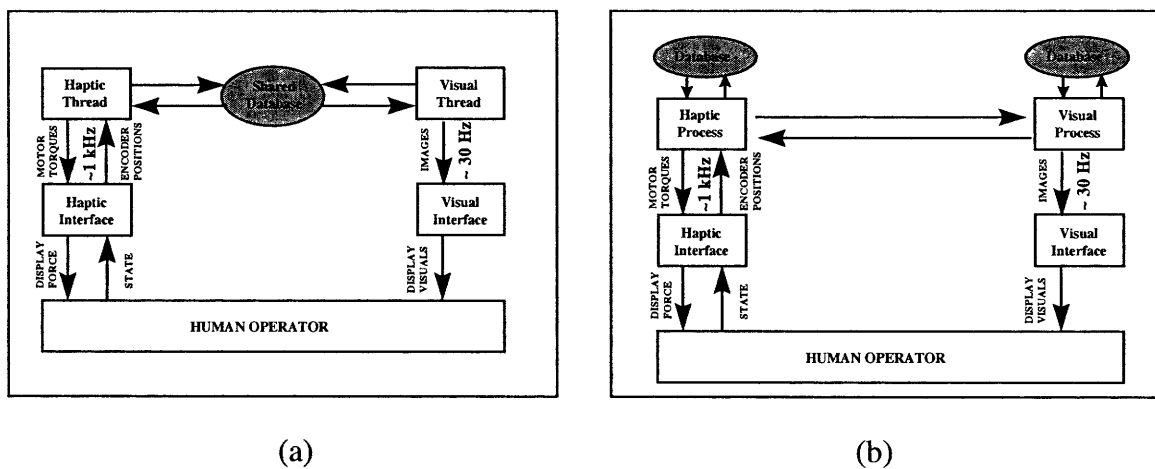 Haptic
Thread
Shared
Database
Visual
Thread
MOTOR
TORQUES
~1 kHz
ENCODER
POSITIONS
IMAGES
~ 30 Hz
Haptic
Interface
Visual
Interface
DISPLAY
FORCE
STATE
DISPLAY
VISUALS
HUMAN OPERATOR
(a)
Database
Database
Haptic
Process
Visual
Process
MOTOR
TORQUES
~1 kHz
ENCODER
POSITIONS
IMAGES
~ 30 Hz
Haptic
Interface
Visual
Interface
DISPLAY
FORCE
STATE
DISPLAY
VISUALS
HUMAN OPERATOR
(b)